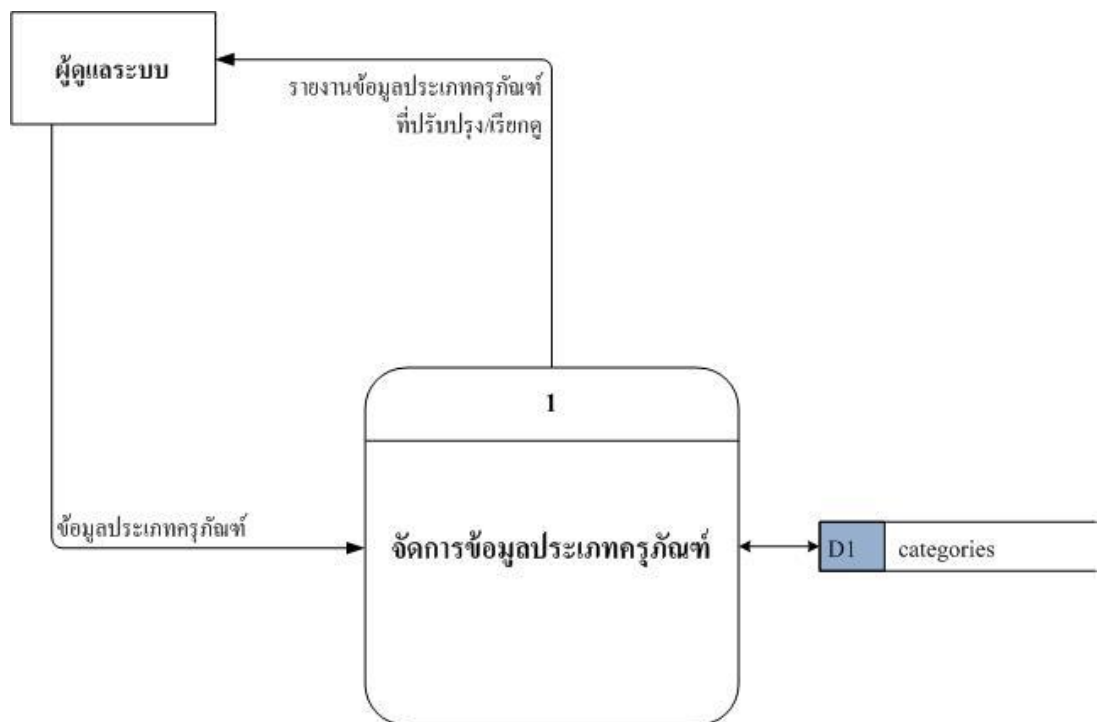 ผู้ดูแลระบบ
รายงานข้อมูลประเภทครุภัณฑ์
ที่ปรับปรุง/เรียกดู
1
ข้อมูลประเภทครุภัณฑ์
จัดการข้อมูลประเภทครุภัณฑ์
D1 categories